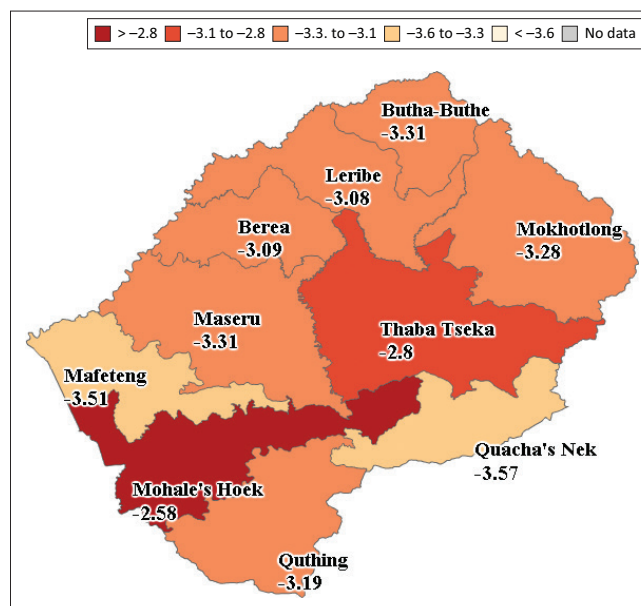 > –2.8 –3.1 to –2.8 –3.3. to –3.1 –3.6 to –3.3 < –3.6 No data
Butha-Buthe
-3.31
Leribe
-3.08
Berea
-3.09
Mokhotlong
-3.28
Maseru
-3.31
Thaba Tseka
-2.8
Mafeteng
-3.51
Quacha's Nek
-3.57
Mohale's Hoek
-2.58
Quthing
-3.19